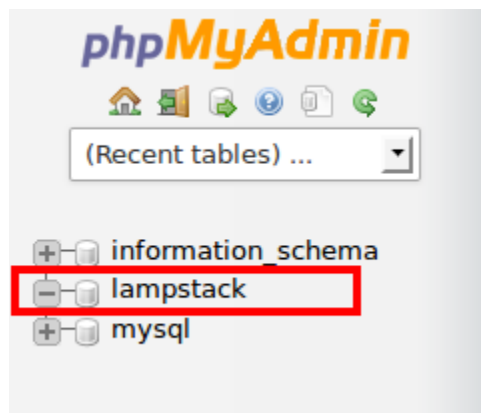 phpMyAdmin
(Recent tables) ...
information_schema
lampstack
mysql